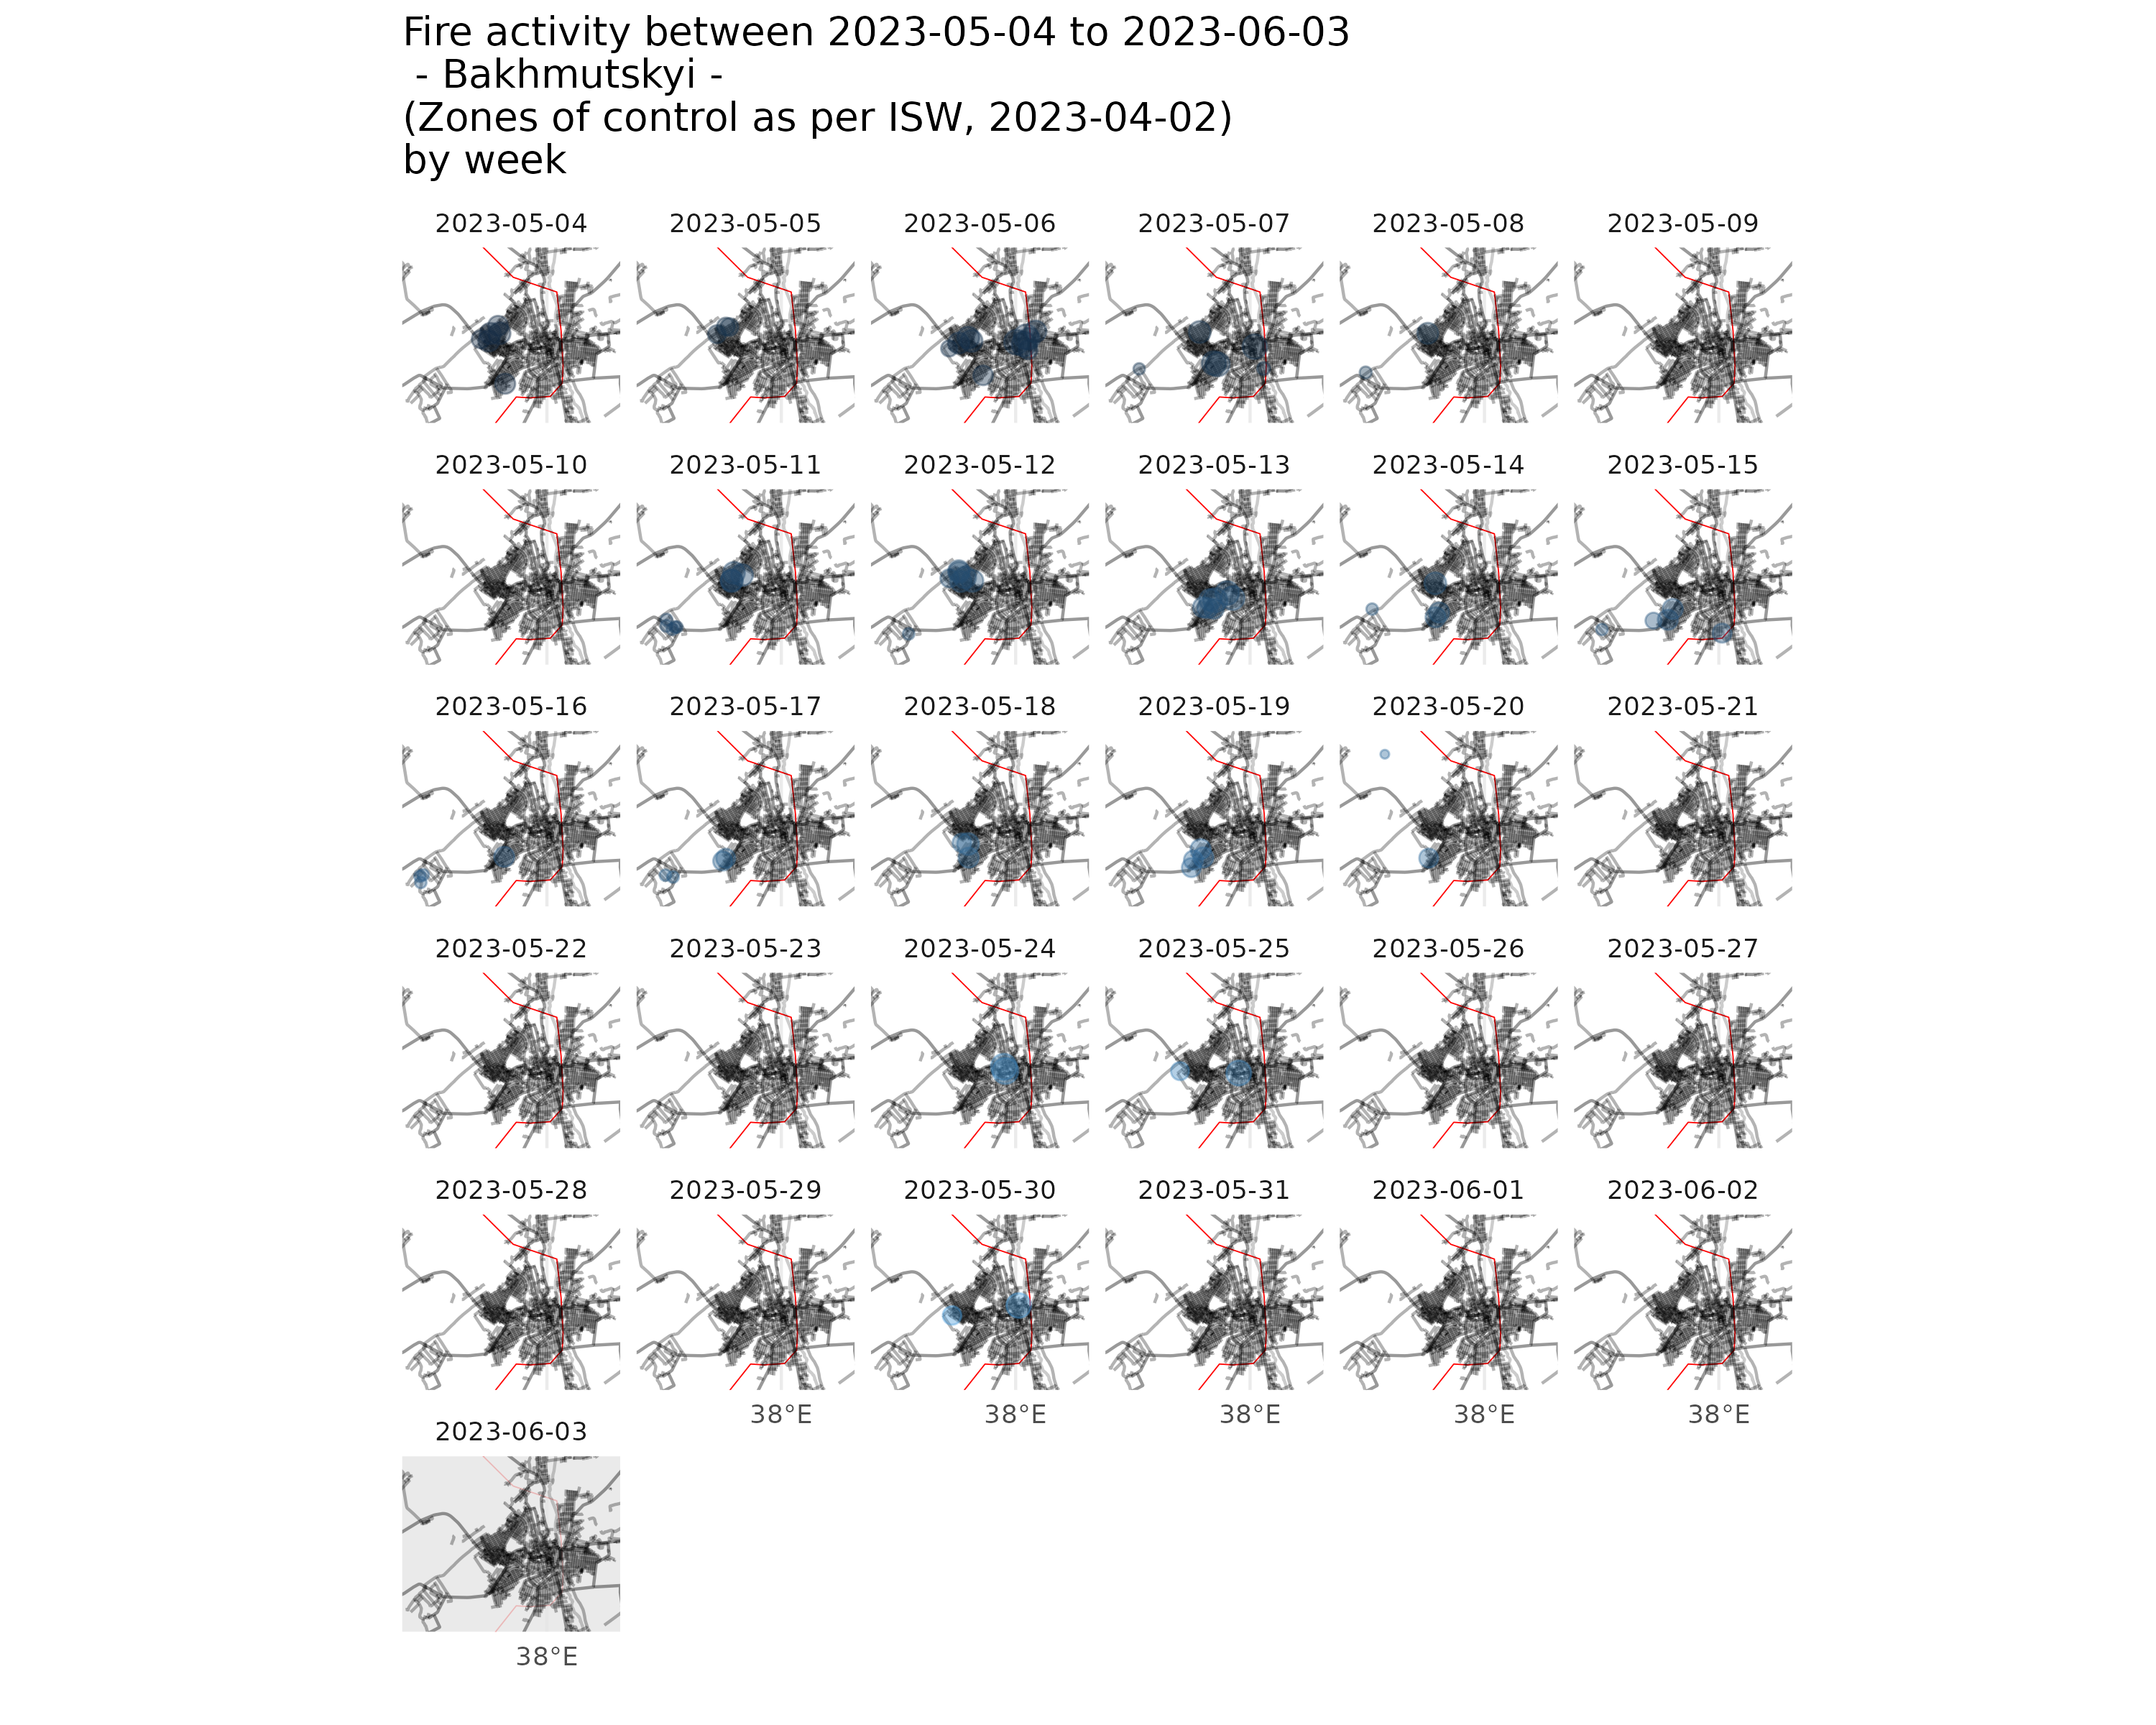 Fire activity between 2023-05-04 to 2023-06-03
- Bakhmutskyi -
(Zones of control as per ISW, 2023-04-02)
by week
2023-05-04 2023-05-05 2023-05-06 2023-05-07 2023-05-08 2023-05-09
2023-05-10 2023-05-11 2023-05-12 2023-05-13 2023-05-14 2023-05-15
2023-05-16 2023-05-17 2023-05-18 2023-05-19 2023-05-20 2023-05-21
2023-05-22 2023-05-23 2023-05-24 2023-05-25 2023-05-26 2023-05-27
2023-05-28 2023-05-29 2023-05-30 2023-05-31 2023-06-01 2023-06-02
38°E 38°E 38°E 38°E 38°E
2023-06-03
38°E